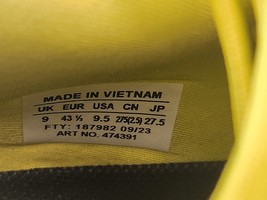 MADE IN VIETNAM
UK EUR USA CN JP
9 43 ½ 9.5 275(2.5) 27.5
FTY: 187982 09/23
ART NO. 474391